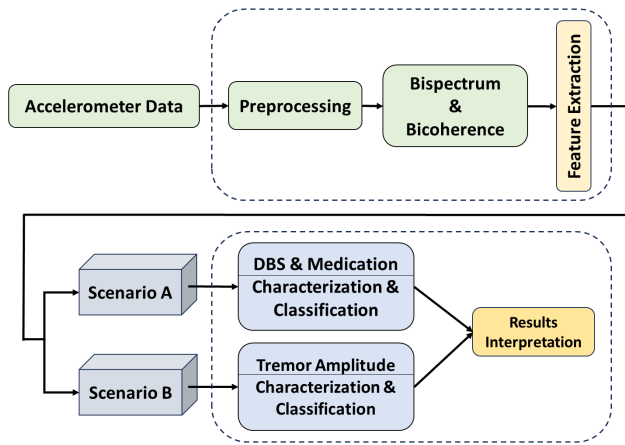 Accelerometer Data
Preprocessing
Bispectrum
&
Bicoherence
Feature Extraction
Scenario A
DBS & Medication
Characterization &
Classification
Results
Interpretation
Scenario B
Tremor Amplitude
Characterization &
Classification